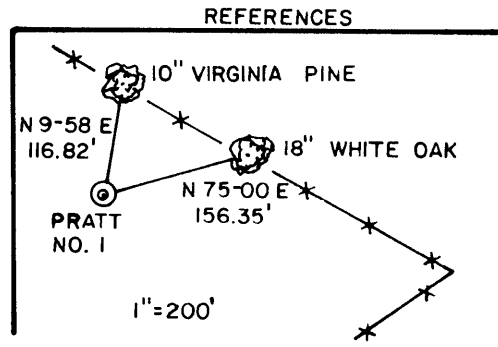 REFERENCES
10" VIRGINIA PINE
N 9-58 E
116.82'
18" WHITE OAK
N 75-00 E
156.35'
PRATT
NO. 1
1"=200'